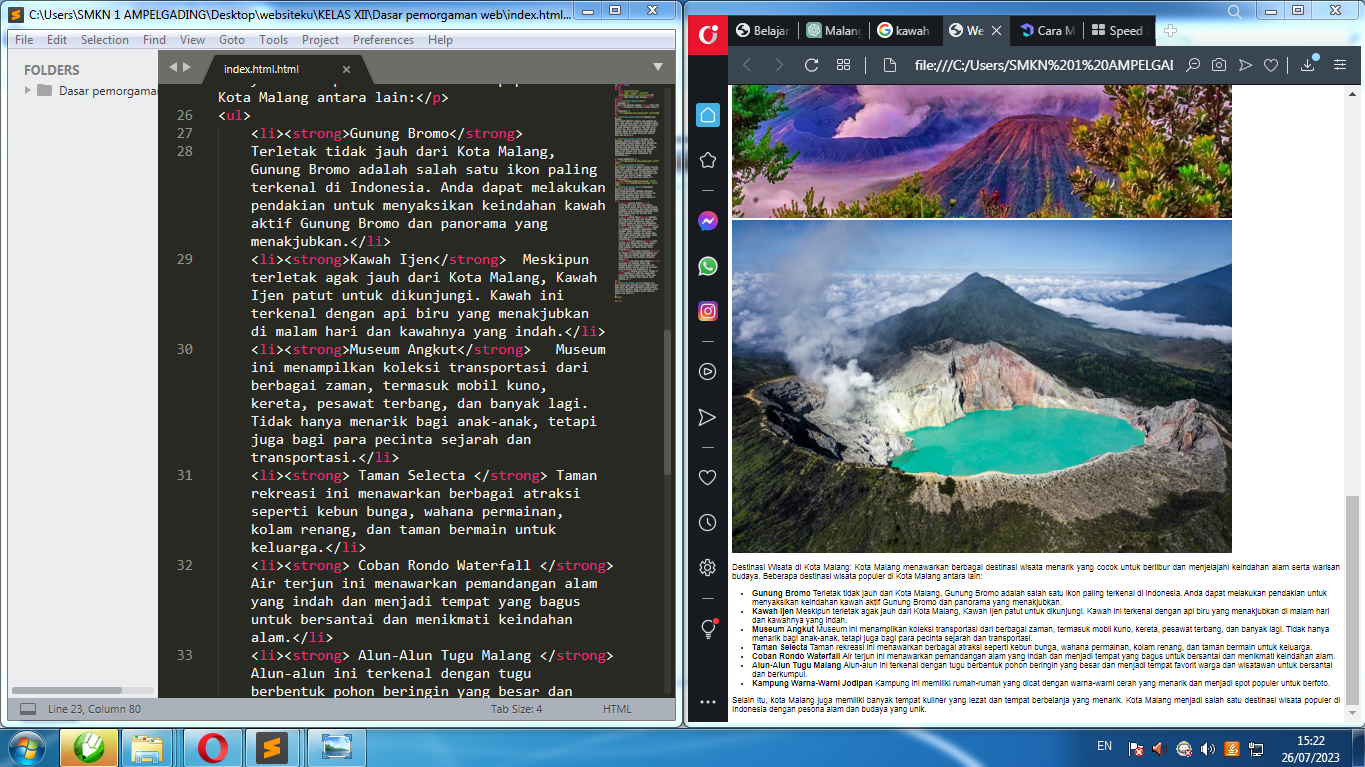 C:\Users\SMKN 1 AMPELGADING\Desktop\websiteku\KELAS XII\Dasar pemorgaman web\index.html...
File Edit Selection Find View Goto Tools Project Preferences Help
FOLDERS
Dasar pemorgaman
index.html.html
Kota Malang antara lain:</p>
26 <ul>
27 <li><strong>Gunung Bromo</strong>
28 Terletak tidak jauh dari Kota Malang,
Gunung Bromo adalah salah satu ikon paling
terkenal di Indonesia. Anda dapat melakukan
pendakian untuk menyaksikan keindahan kawah
aktif Gunung Bromo dan panorama yang
menakjubkan.</li>
29 <li><strong>Kawah Ijen</strong> Meskipun
terletak agak jauh dari Kota Malang, Kawah
Ijen patut untuk dikunjungi. Kawah ini
terkenal dengan api biru yang menakjubkan
di malam hari dan kawahnya yang indah.</li>
30 <li><strong>Museum Angkut</strong> Museum
ini menampilkan koleksi transportasi dari
berbagai zaman, termasuk mobil kuno,
kereta, pesawat terbang, dan banyak lagi.
Tidak hanya menarik bagi anak-anak, tetapi
juga bagi para pecinta sejarah dan
transportasi.</li>
31 <li><strong> Taman Selecta </strong> Taman
rekreasi ini menawarkan berbagai atraksi
seperti kebun bunga, wahana permainan,
kolam renang, dan taman bermain untuk
keluarga.</li>
32 <li><strong> Coban Rondo Waterfall </strong>
Air terjun ini menawarkan pemandangan alam
yang indah dan menjadi tempat yang bagus
untuk bersantai dan menikmati keindahan
alam.</li>
33 <li><strong> Alun-Alun Tugu Malang </strong>
Alun-alun ini terkenal dengan tugu
berbentuk pohon beringin yang besar dan
Line 23, Column 80 Tab Size: 4 HTML
Belajar Malang kawah We Cara M Speed
file:///C:/Users/SMKN%201%20AMPELGAD
Destinasi Wisata di Kota Malang: Kota Malang menawarkan berbagai destinasi wisata menarik yang cocok untuk berlibur dan menjelajahi keindahan alam serta warisan
budaya. Beberapa destinasi wisata populer di Kota Malang antara lain:
Gunung Bromo Terletak tidak jauh dari Kota Malang, Gunung Bromo adalah salah satu ikon paling terkenal di Indonesia. Anda dapat melakukan pendakian untuk
menyaksikan keindahan kawah aktif Gunung Bromo dan panorama yang menakjubkan.
Kawah Ijen Meskipun terletak agak jauh dari Kota Malang, Kawah Ijen patut untuk dikunjungi. Kawah ini terkenal dengan api biru yang menakjubkan di malam hari
dan kawahnya yang indah.
Museum Angkut Museum ini menampilkan koleksi transportasi dari berbagai zaman, termasuk mobil kuno, kereta, pesawat terbang, dan banyak lagi. Tidak hanya
menarik bagi anak-anak, tetapi juga bagi para pecinta sejarah dan transportasi.
Taman Selecta Taman rekreasi ini menawarkan berbagai atraksi seperti kebun bunga, wahana permainan, kolam renang, dan taman bermain untuk keluarga.
Coban Rondo Waterfall Air terjun ini menawarkan pemandangan alam yang indah dan menjadi tempat yang bagus untuk bersantai dan menikmati keindahan alam.
Alun-Alun Tugu Malang Alun-alun ini terkenal dengan tugu berbentuk pohon beringin yang besar dan menjadi tempat favorit warga dan wisatawan untuk bersantai
dan berkumpul.
Kampung Warna-Warni Jodipan Kampung ini memiliki rumah-rumah yang dicat dengan warna-warni cerah yang menarik dan menjadi spot populer untuk berfoto.
Selain itu, kota Malang juga memiliki banyak tempat kuliner yang lezat dan tempat berbelanja yang menarik. Kota Malang menjadi salah satu destinasi wisata populer di
Indonesia dengan pesona alam dan budaya yang unik.
EN
15:22
26/07/2023